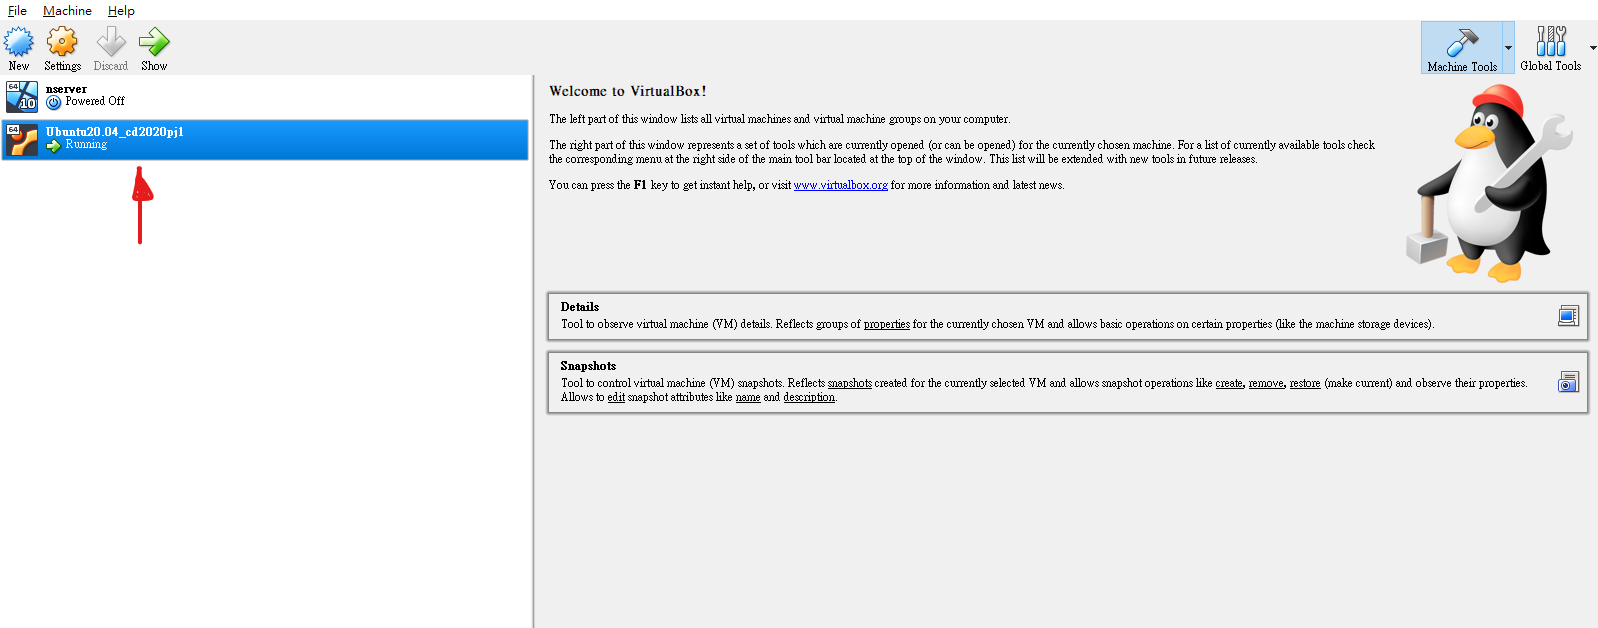 File Machine Help
New Settings Discard Show
Machine Tools Global Tools
64
10
nserver
Powered Off
64
Ubuntu20.04_cd2020pj1
Running
Welcome to VirtualBox!
The left part of this window lists all virtual machines and virtual machine groups on your computer.
The right part of this window represents a set of tools which are currently opened (or can be opened) for the currently chosen machine. For a list of currently available tools check
the corresponding menu at the right side of the main tool bar located at the top of the window. This list will be extended with new tools in future releases.
You can press the F1 key to get instant help, or visit www.virtualbox.org for more information and latest news.
Details
Tool to observe virtual machine (VM) details. Reflects groups of properties for the currently chosen VM and allows basic operations on certain properties (like the machine storage devices).
Snapshots
Tool to control virtual machine (VM) snapshots. Reflects snapshots created for the currently selected VM and allows snapshot operations like create, remove, restore (make current) and observe their properties.
Allows to edit snapshot attributes like name and description.